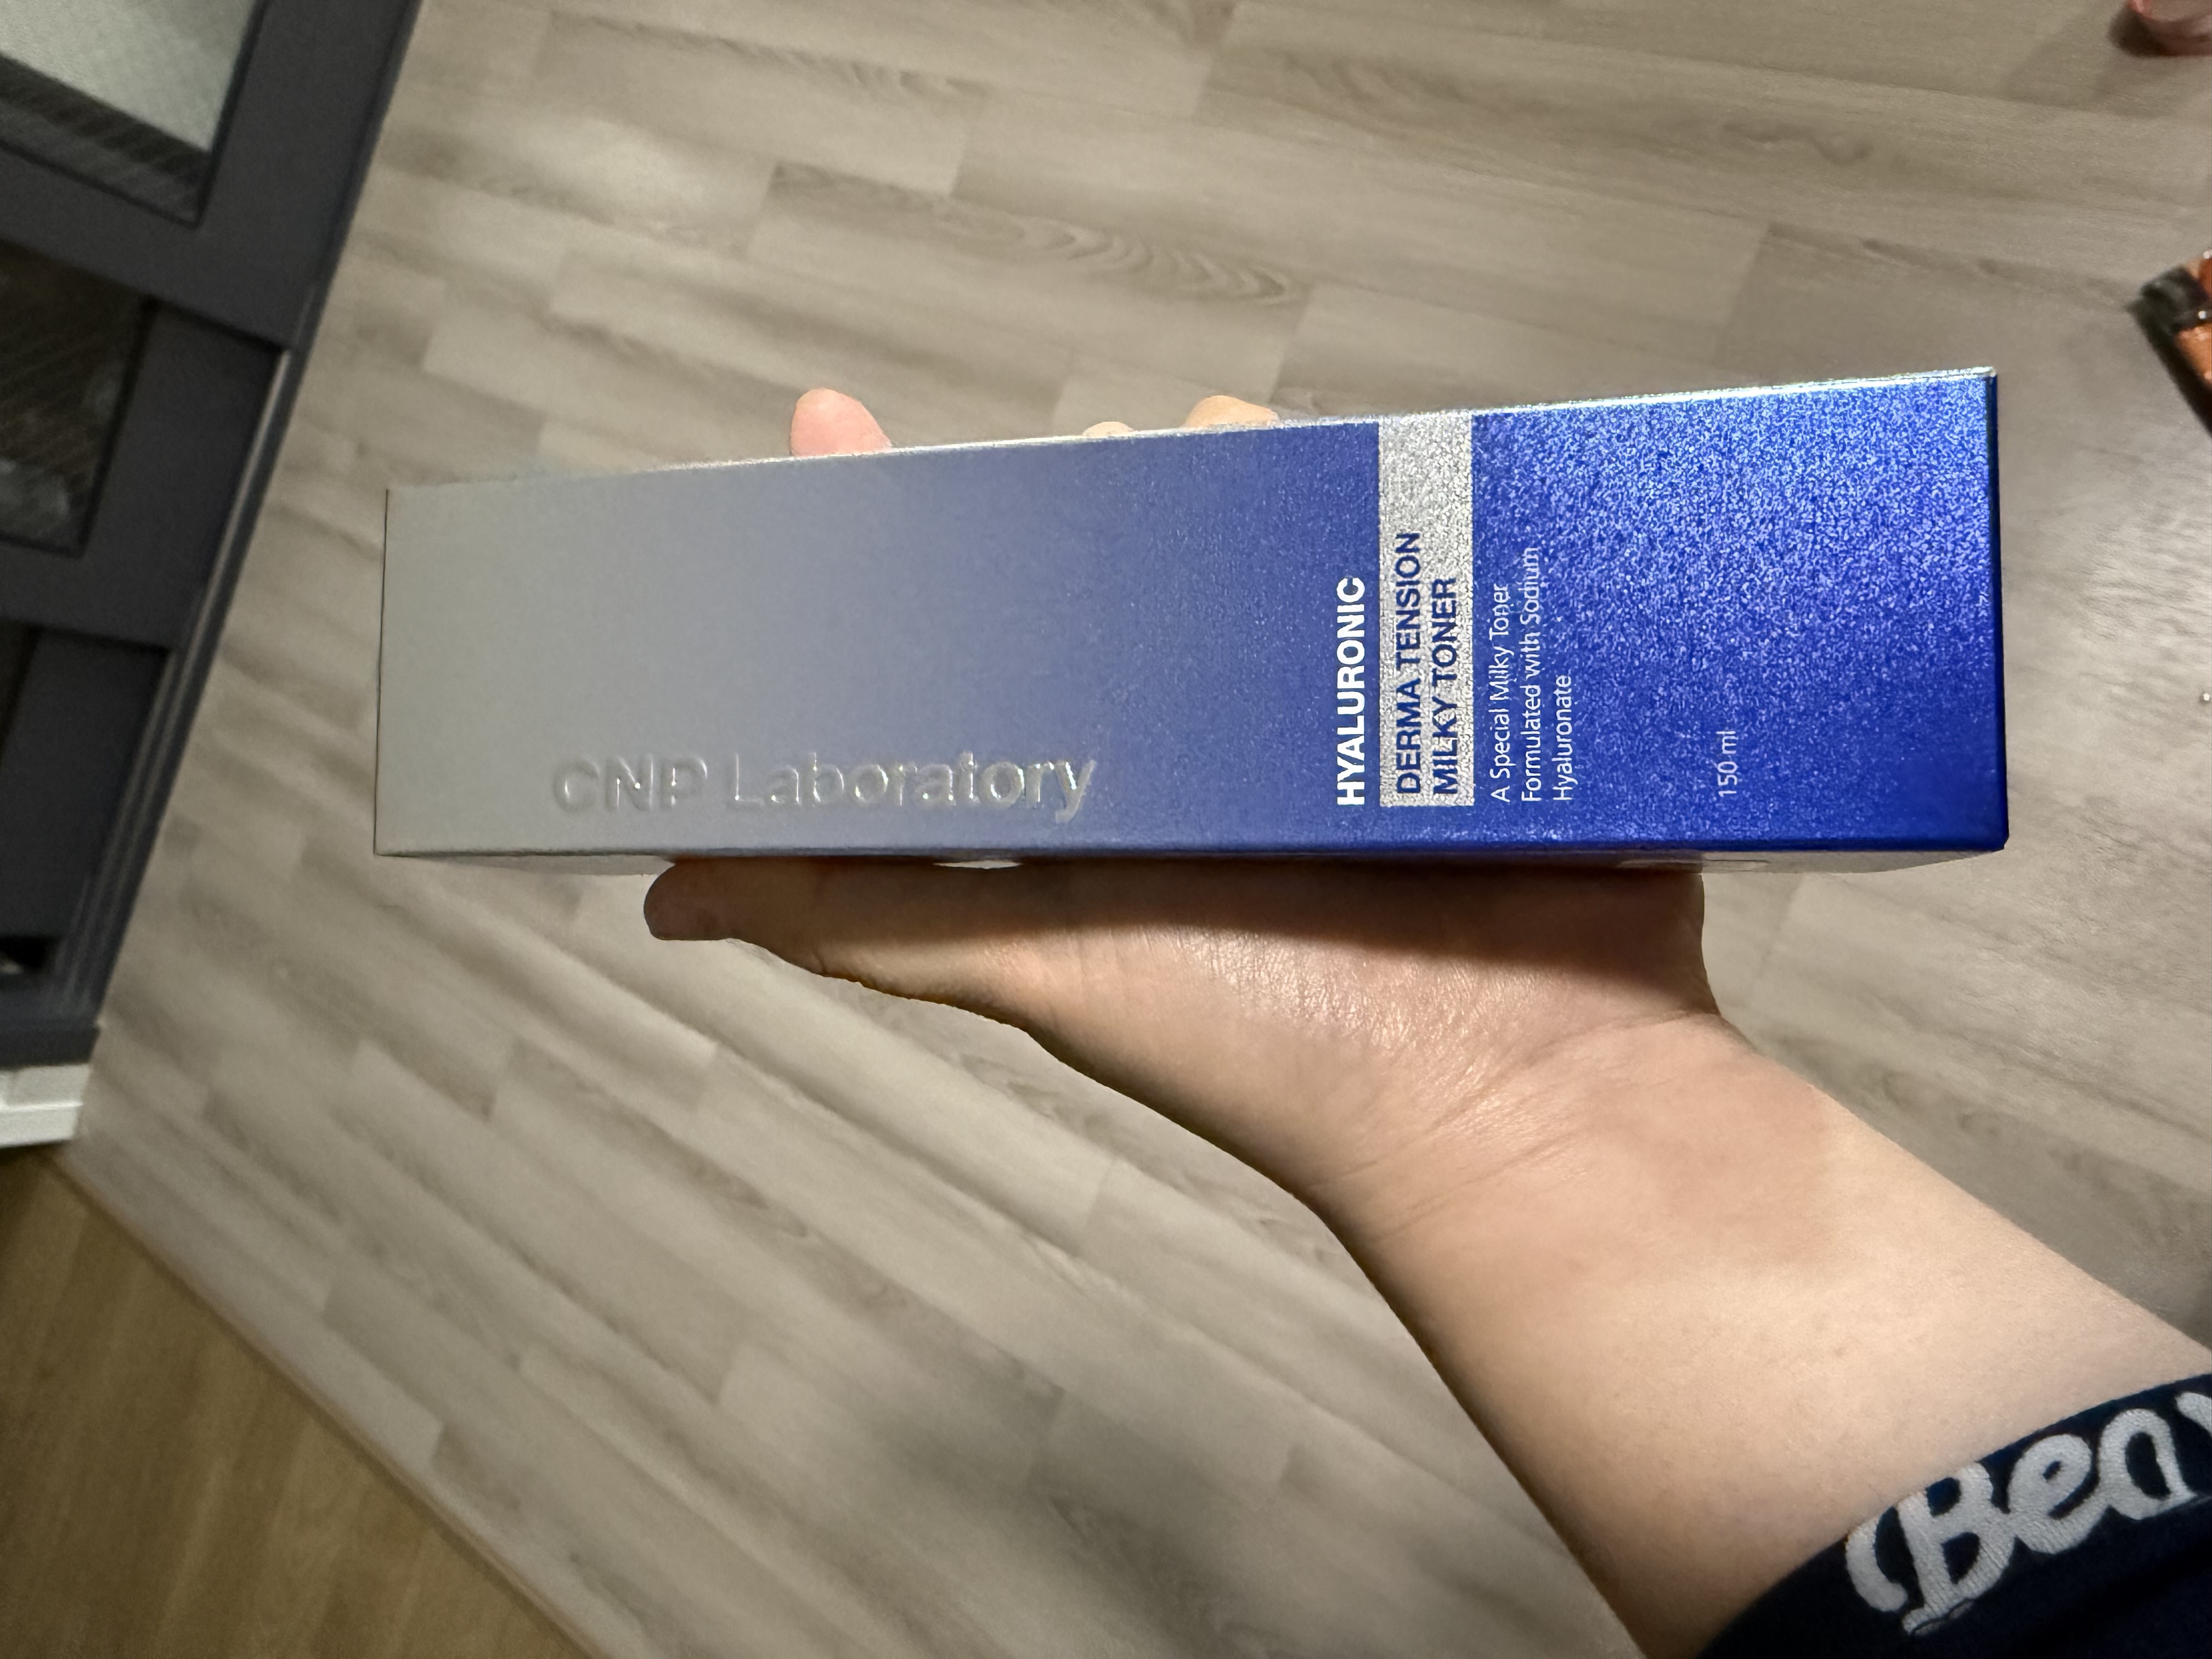 CNP Laboratory
HYALURONIC
DERMA TENSION
MILKY TONER
A Special Milky Toner
Formulated with Sodium
Hyaluronate
150 ml